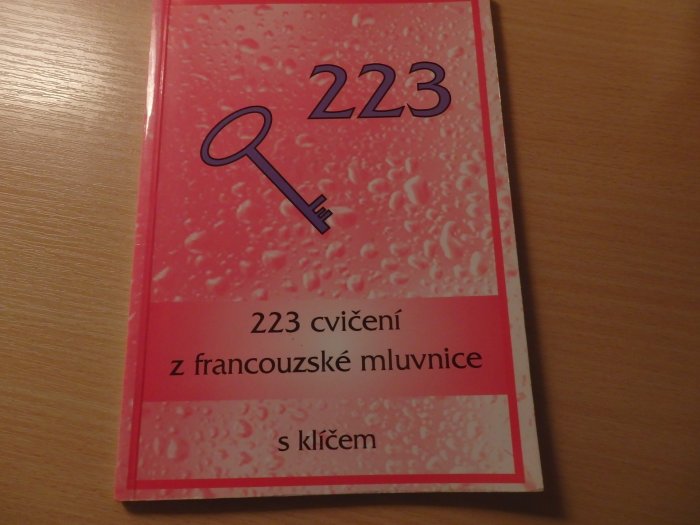 223
223 cvičení
z francouzské mluvnice
s klíčem